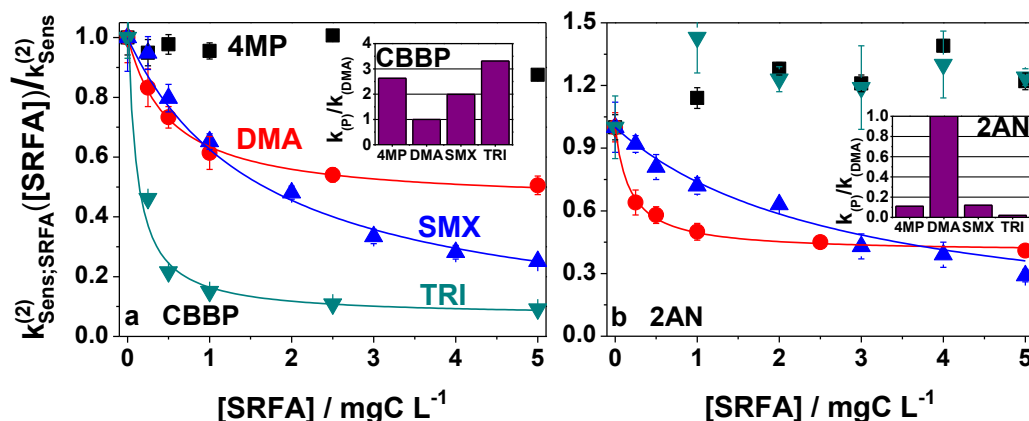 k(2)Sens;SRFA([SRFA])/k(2)Sens
1.0
0.8
0.6
0.4
0.2
0.0
0 1 2 3 4 5
[SRFA] / mgC L-1
4MP
DMA
SMX
TRI
a CBBP
CBBP
k(P)/k(DMA)
4
3
2
1
0
4MP DMA SMX TRI
1.5
1.2
0.9
0.6
0.3
0.0
0 1 2 3 4 5
[SRFA] / mgC L-1
b 2AN
2AN
k(P)/k(DMA)
1.0
0.8
0.6
0.4
0.2
0.0
4MP DMA SMX TRI